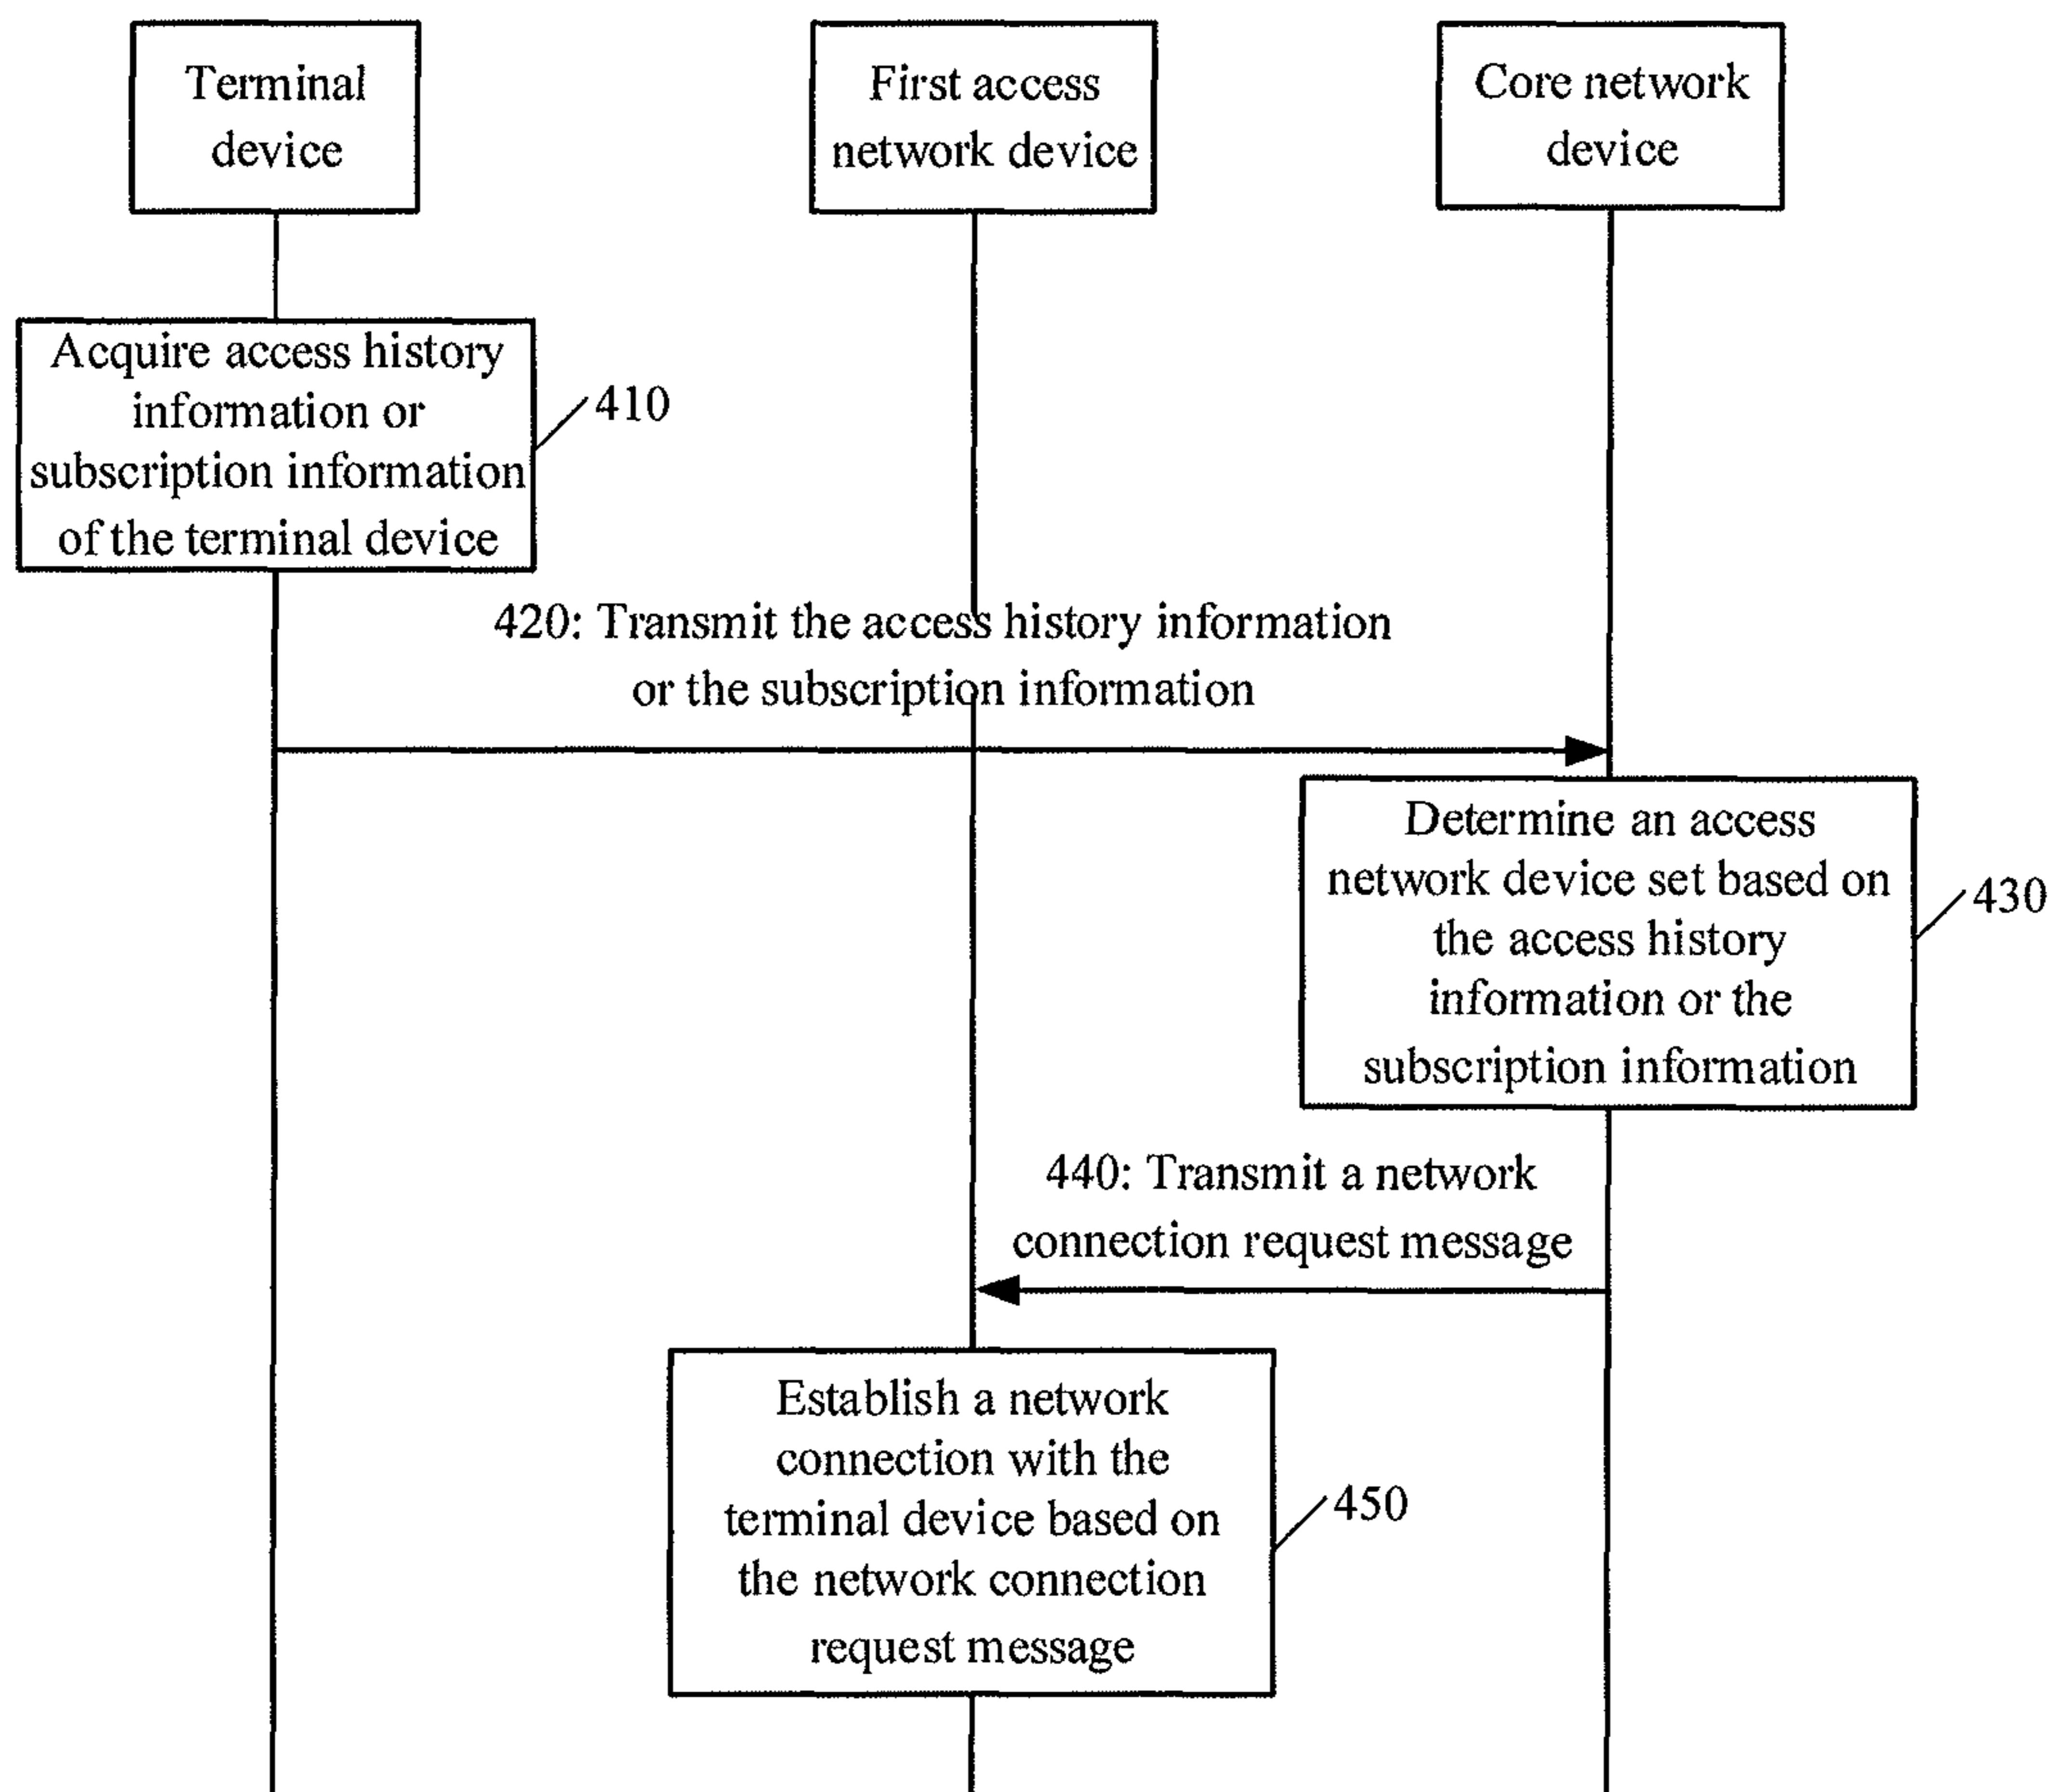 Terminal
device
First access
network device
Core network
device
Acquire access history
information or
subscription information
of the terminal device
410
420: Transmit the access history information
or the subscription information
Determine an access
network device set based on
the access history
information or the
subscription information
430
440: Transmit a network
connection request message
Establish a network
connection with the
terminal device based on
the network connection
request message
450